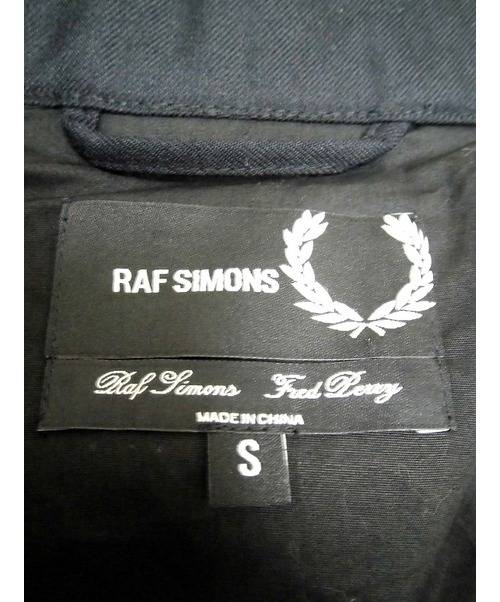 RAF SIMONS
Raf Simons Fred Perry
MADE IN CHINA
S